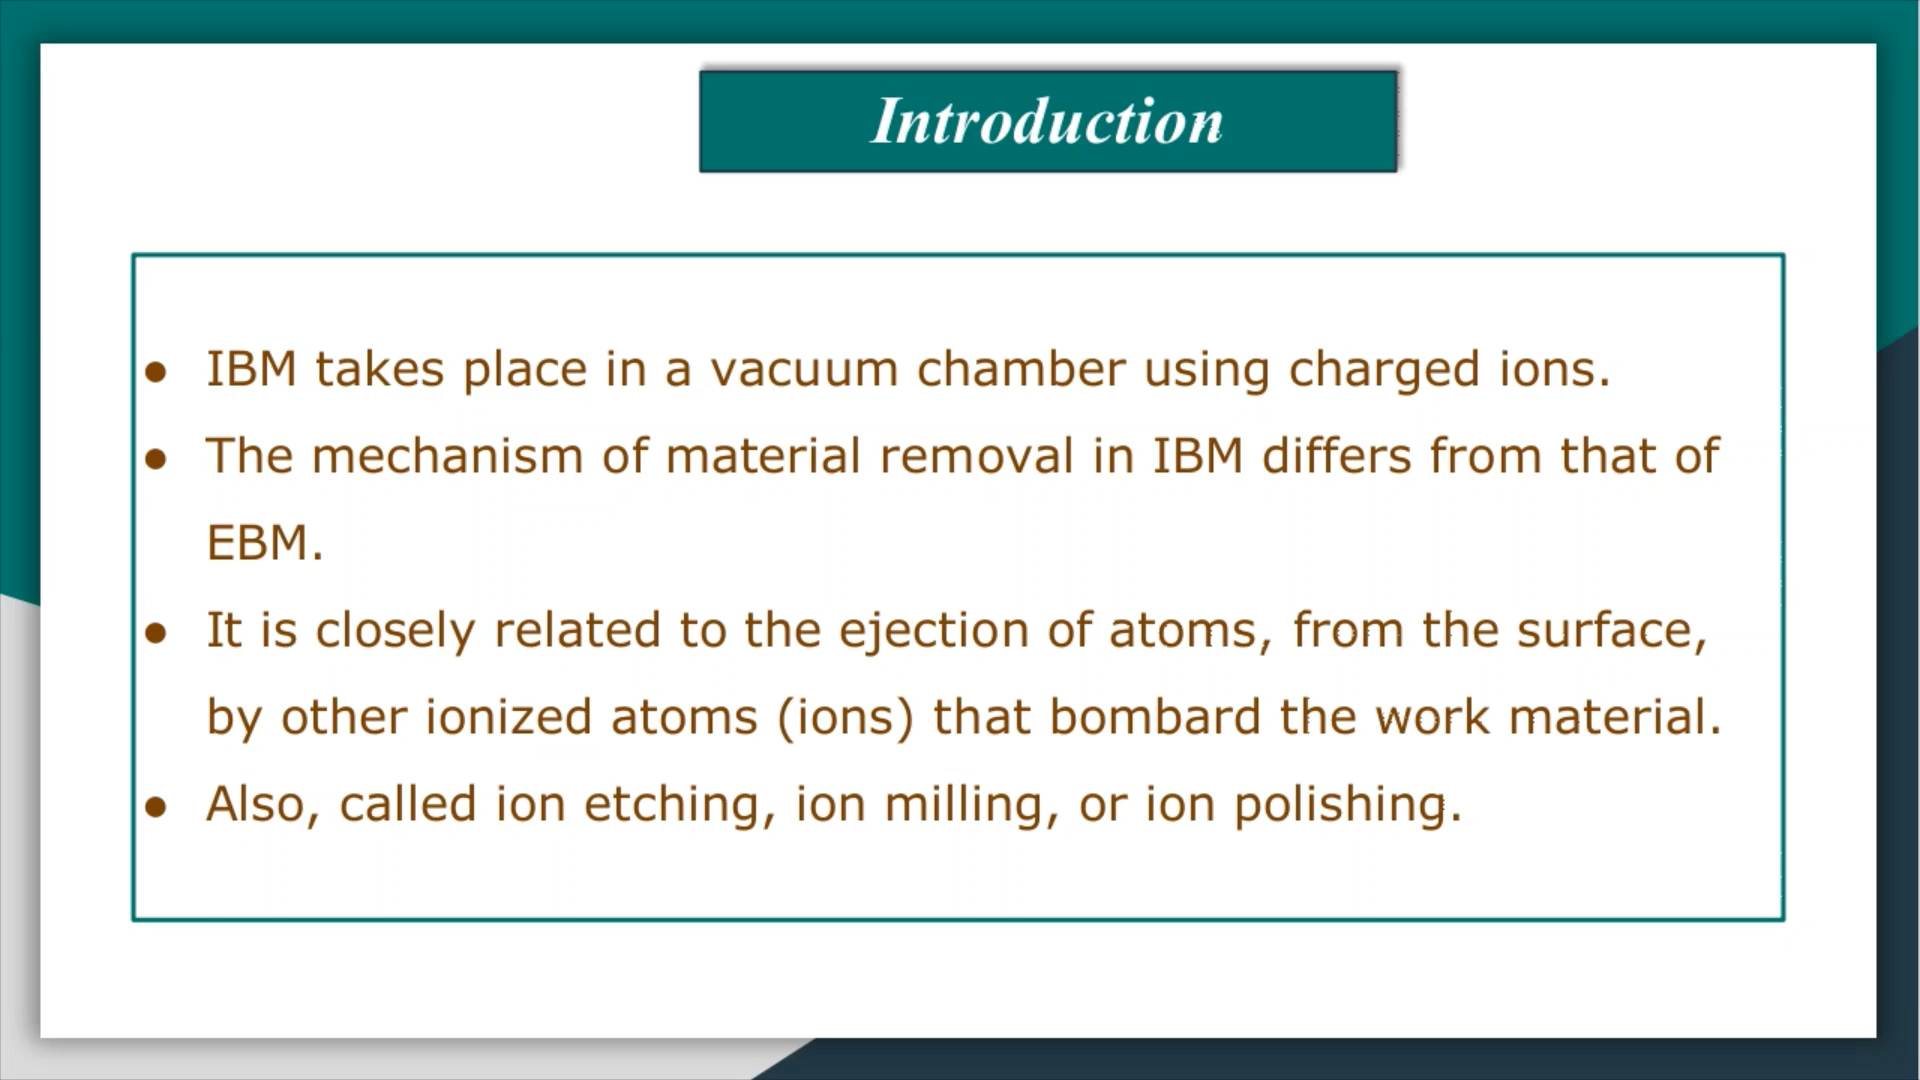 Introduction
● IBM takes place in a vacuum chamber using charged ions.
● The mechanism of material removal in IBM differs from that of
EBM.
● It is closely related to the ejection of atoms, from the surface,
by other ionized atoms (ions) that bombard the work material.
● Also, called ion etching, ion milling, or ion polishing.